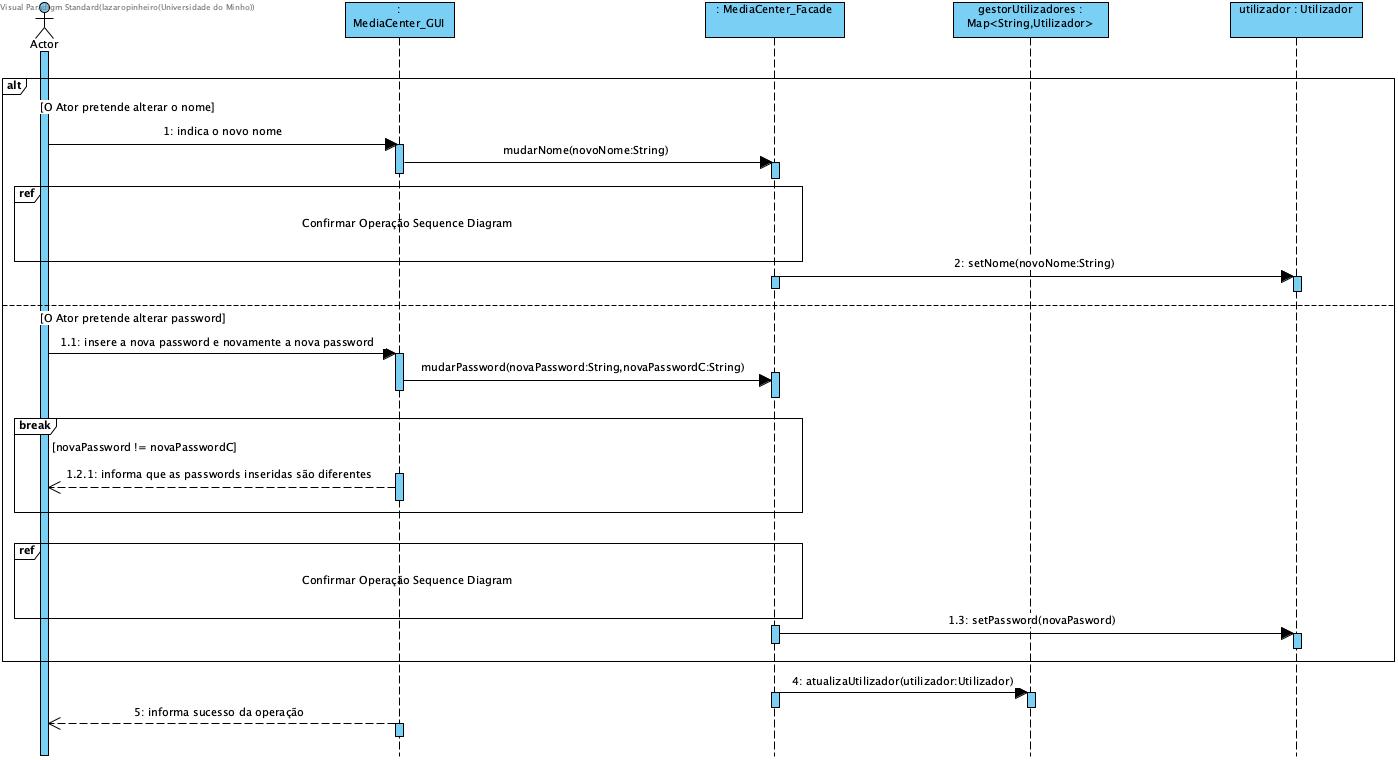 Visual Paradigm Standard(lazaropinheiro(Universidade do Minho))
Actor
:
MediaCenter_GUI
: MediaCenter_Facade
gestorUtilizadores :
Map<String,Utilizador>
utilizador : Utilizador
alt
[O Ator pretende alterar o nome]
1: indica o novo nome
mudarNome(novoNome:String)
ref
Confirmar Operação Sequence Diagram
2: setNome(novoNome:String)
[O Ator pretende alterar password]
1.1: insere a nova password e novamente a nova password
mudarPassword(novaPassword:String,novaPasswordC:String)
break
[novaPassword != novaPasswordC]
1.2.1: informa que as passwords inseridas são diferentes
ref
Confirmar Operação Sequence Diagram
1.3: setPassword(novaPasword)
4: atualizaUtilizador(utilizador:Utilizador)
5: informa sucesso da operação